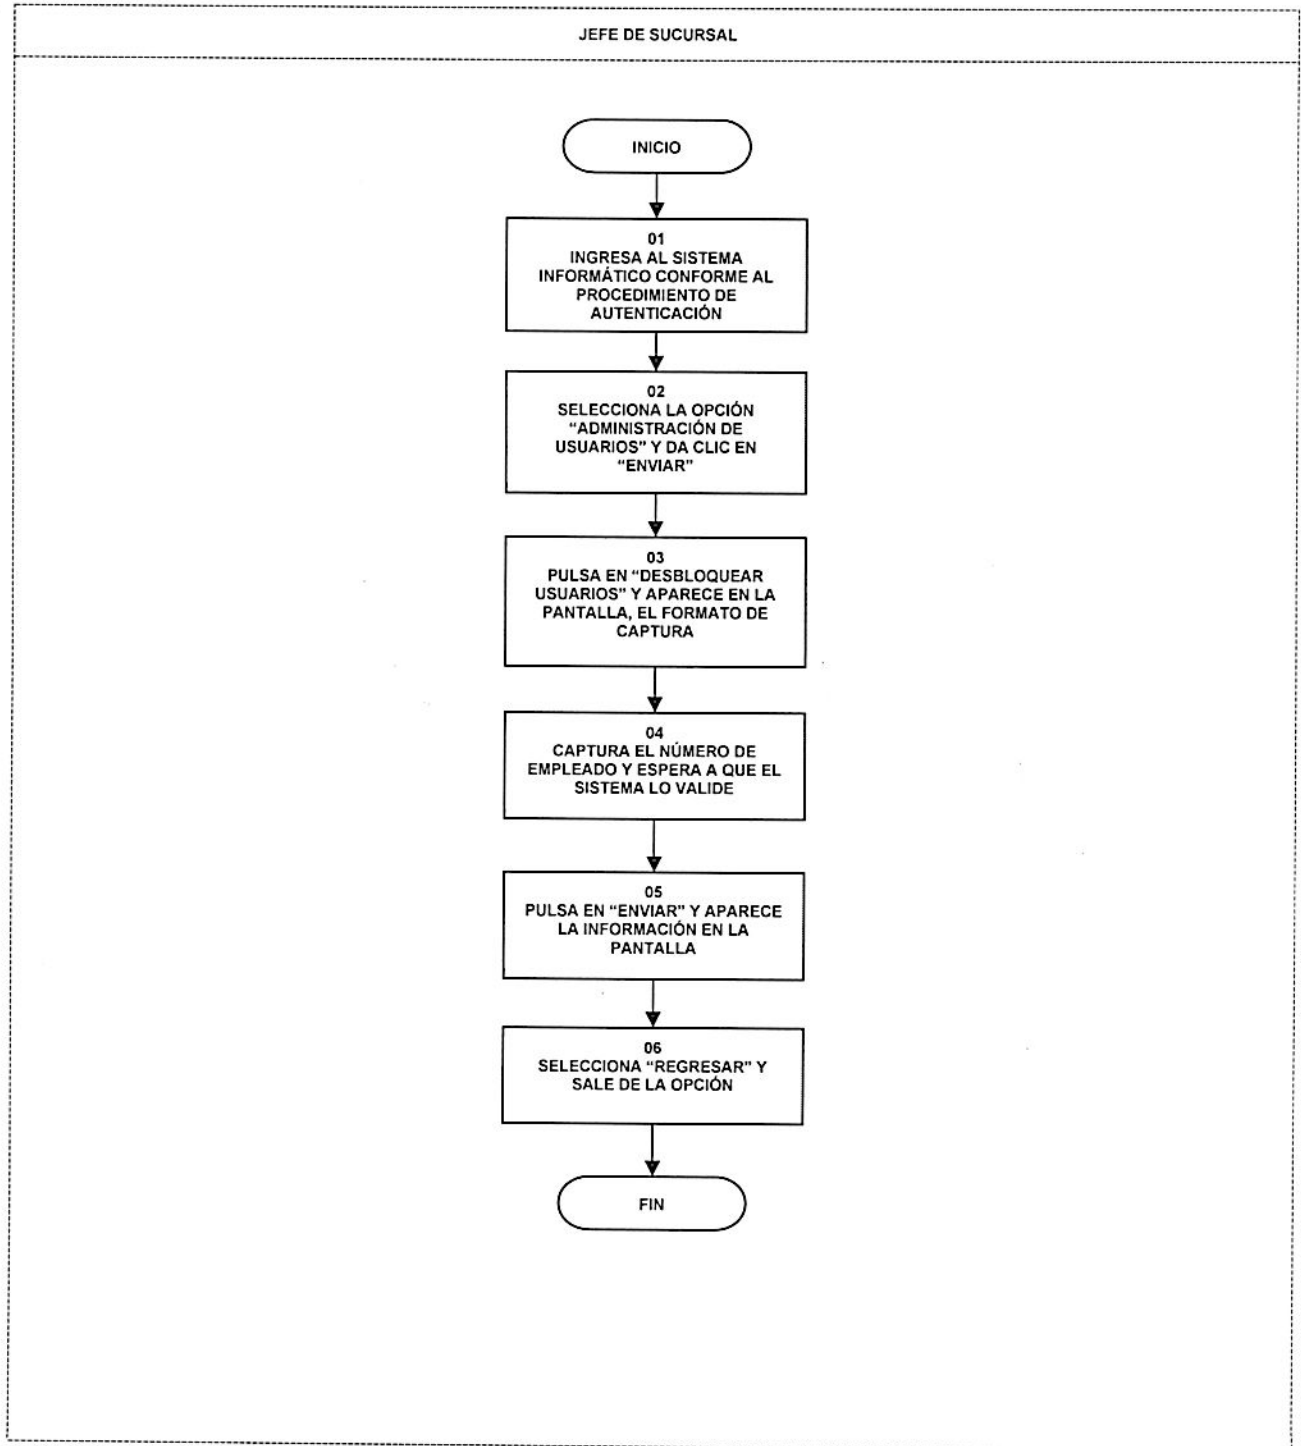 JEFE DE SUCURSAL
INICIO
01
INGRESA AL SISTEMA
INFORMÁTICO CONFORME AL
PROCEDIMIENTO DE
AUTENTICACIÓN
02
SELECCIONA LA OPCIÓN
“ADMINISTRACIÓN DE
USUARIOS” Y DA CLIC EN
“ENVIAR”
03
PULSA EN “DESBLOQUEAR
USUARIOS” Y APARECE EN LA
PANTALLA, EL FORMATO DE
CAPTURA
04
CAPTURA EL NÚMERO DE
EMPLEADO Y ESPERA A QUE EL
SISTEMA LO VALIDE
05
PULSA EN “ENVIAR” Y APARECE
LA INFORMACIÓN EN LA
PANTALLA
06
SELECCIONA “REGRESAR” Y
SALE DE LA OPCIÓN
FIN